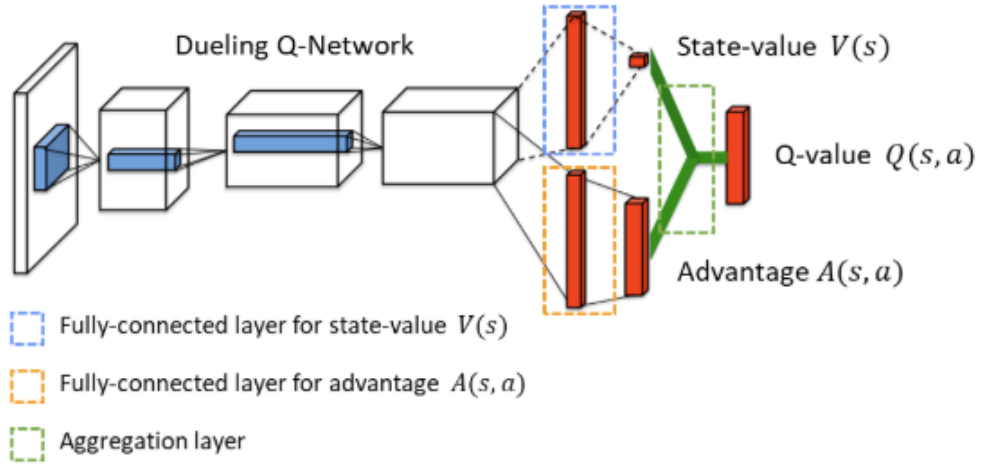 Dueling Q-Network
State-value V(s)
Q-value Q(s, a)
Advantage A(s, a)
Fully-connected layer for state-value V(s)
Fully-connected layer for advantage A(s, a)
Aggregation layer